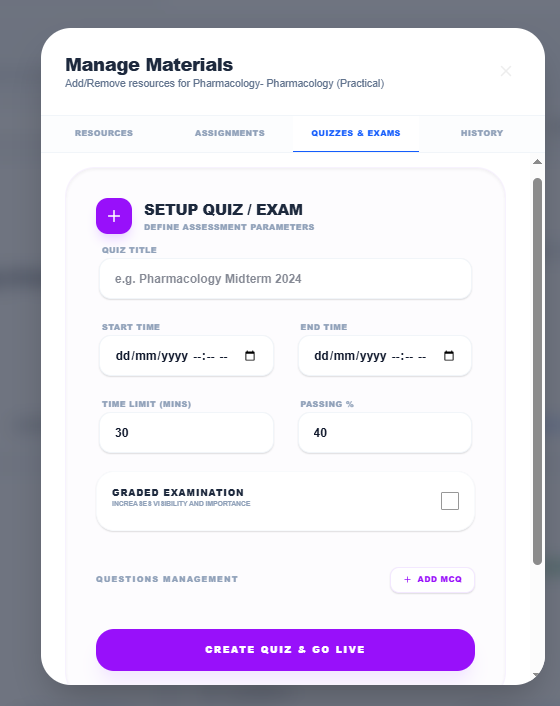 Manage Materials
Add/Remove resources for Pharmacology- Pharmacology (Practical)
RESOURCES
ASSIGNMENTS
QUIZZES & EXAMS
HISTORY
SETUP QUIZ / EXAM
DEFINE ASSESSMENT PARAMETERS
QUIZ TITLE
e.g. Pharmacology Midterm 2024
START TIME
END TIME
dd/mm/yyyy --:-- --
dd/mm/yyyy --:-- --
TIME LIMIT (MINS)
PASSING %
30
40
GRADED EXAMINATION
INCREASES VISIBILITY AND IMPORTANCE
QUESTIONS MANAGEMENT
+ ADD MCQ
CREATE QUIZ & GO LIVE